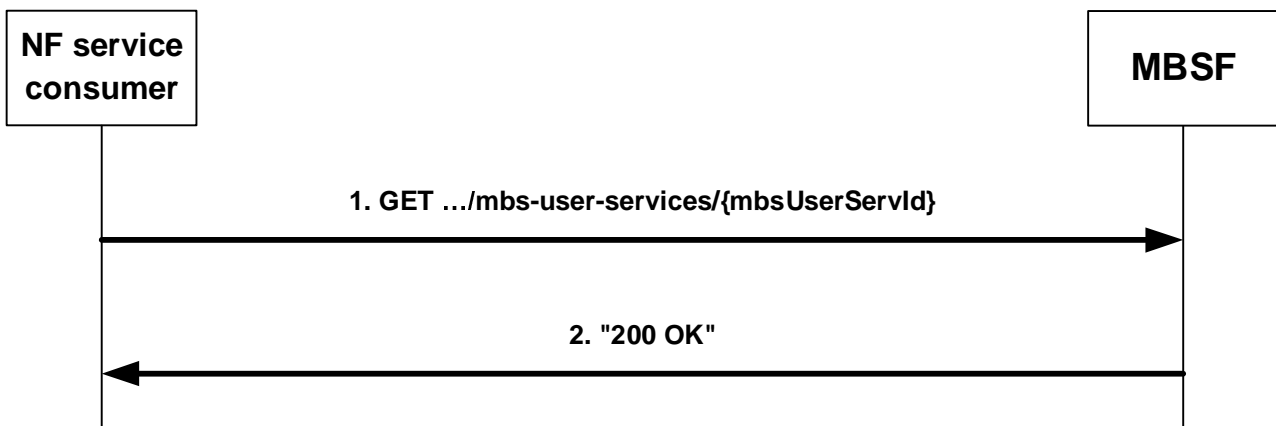 NF service
consumer
MBSF
1. GET …/mbs-user-services/{mbsUserServId}
2. "200 OK"